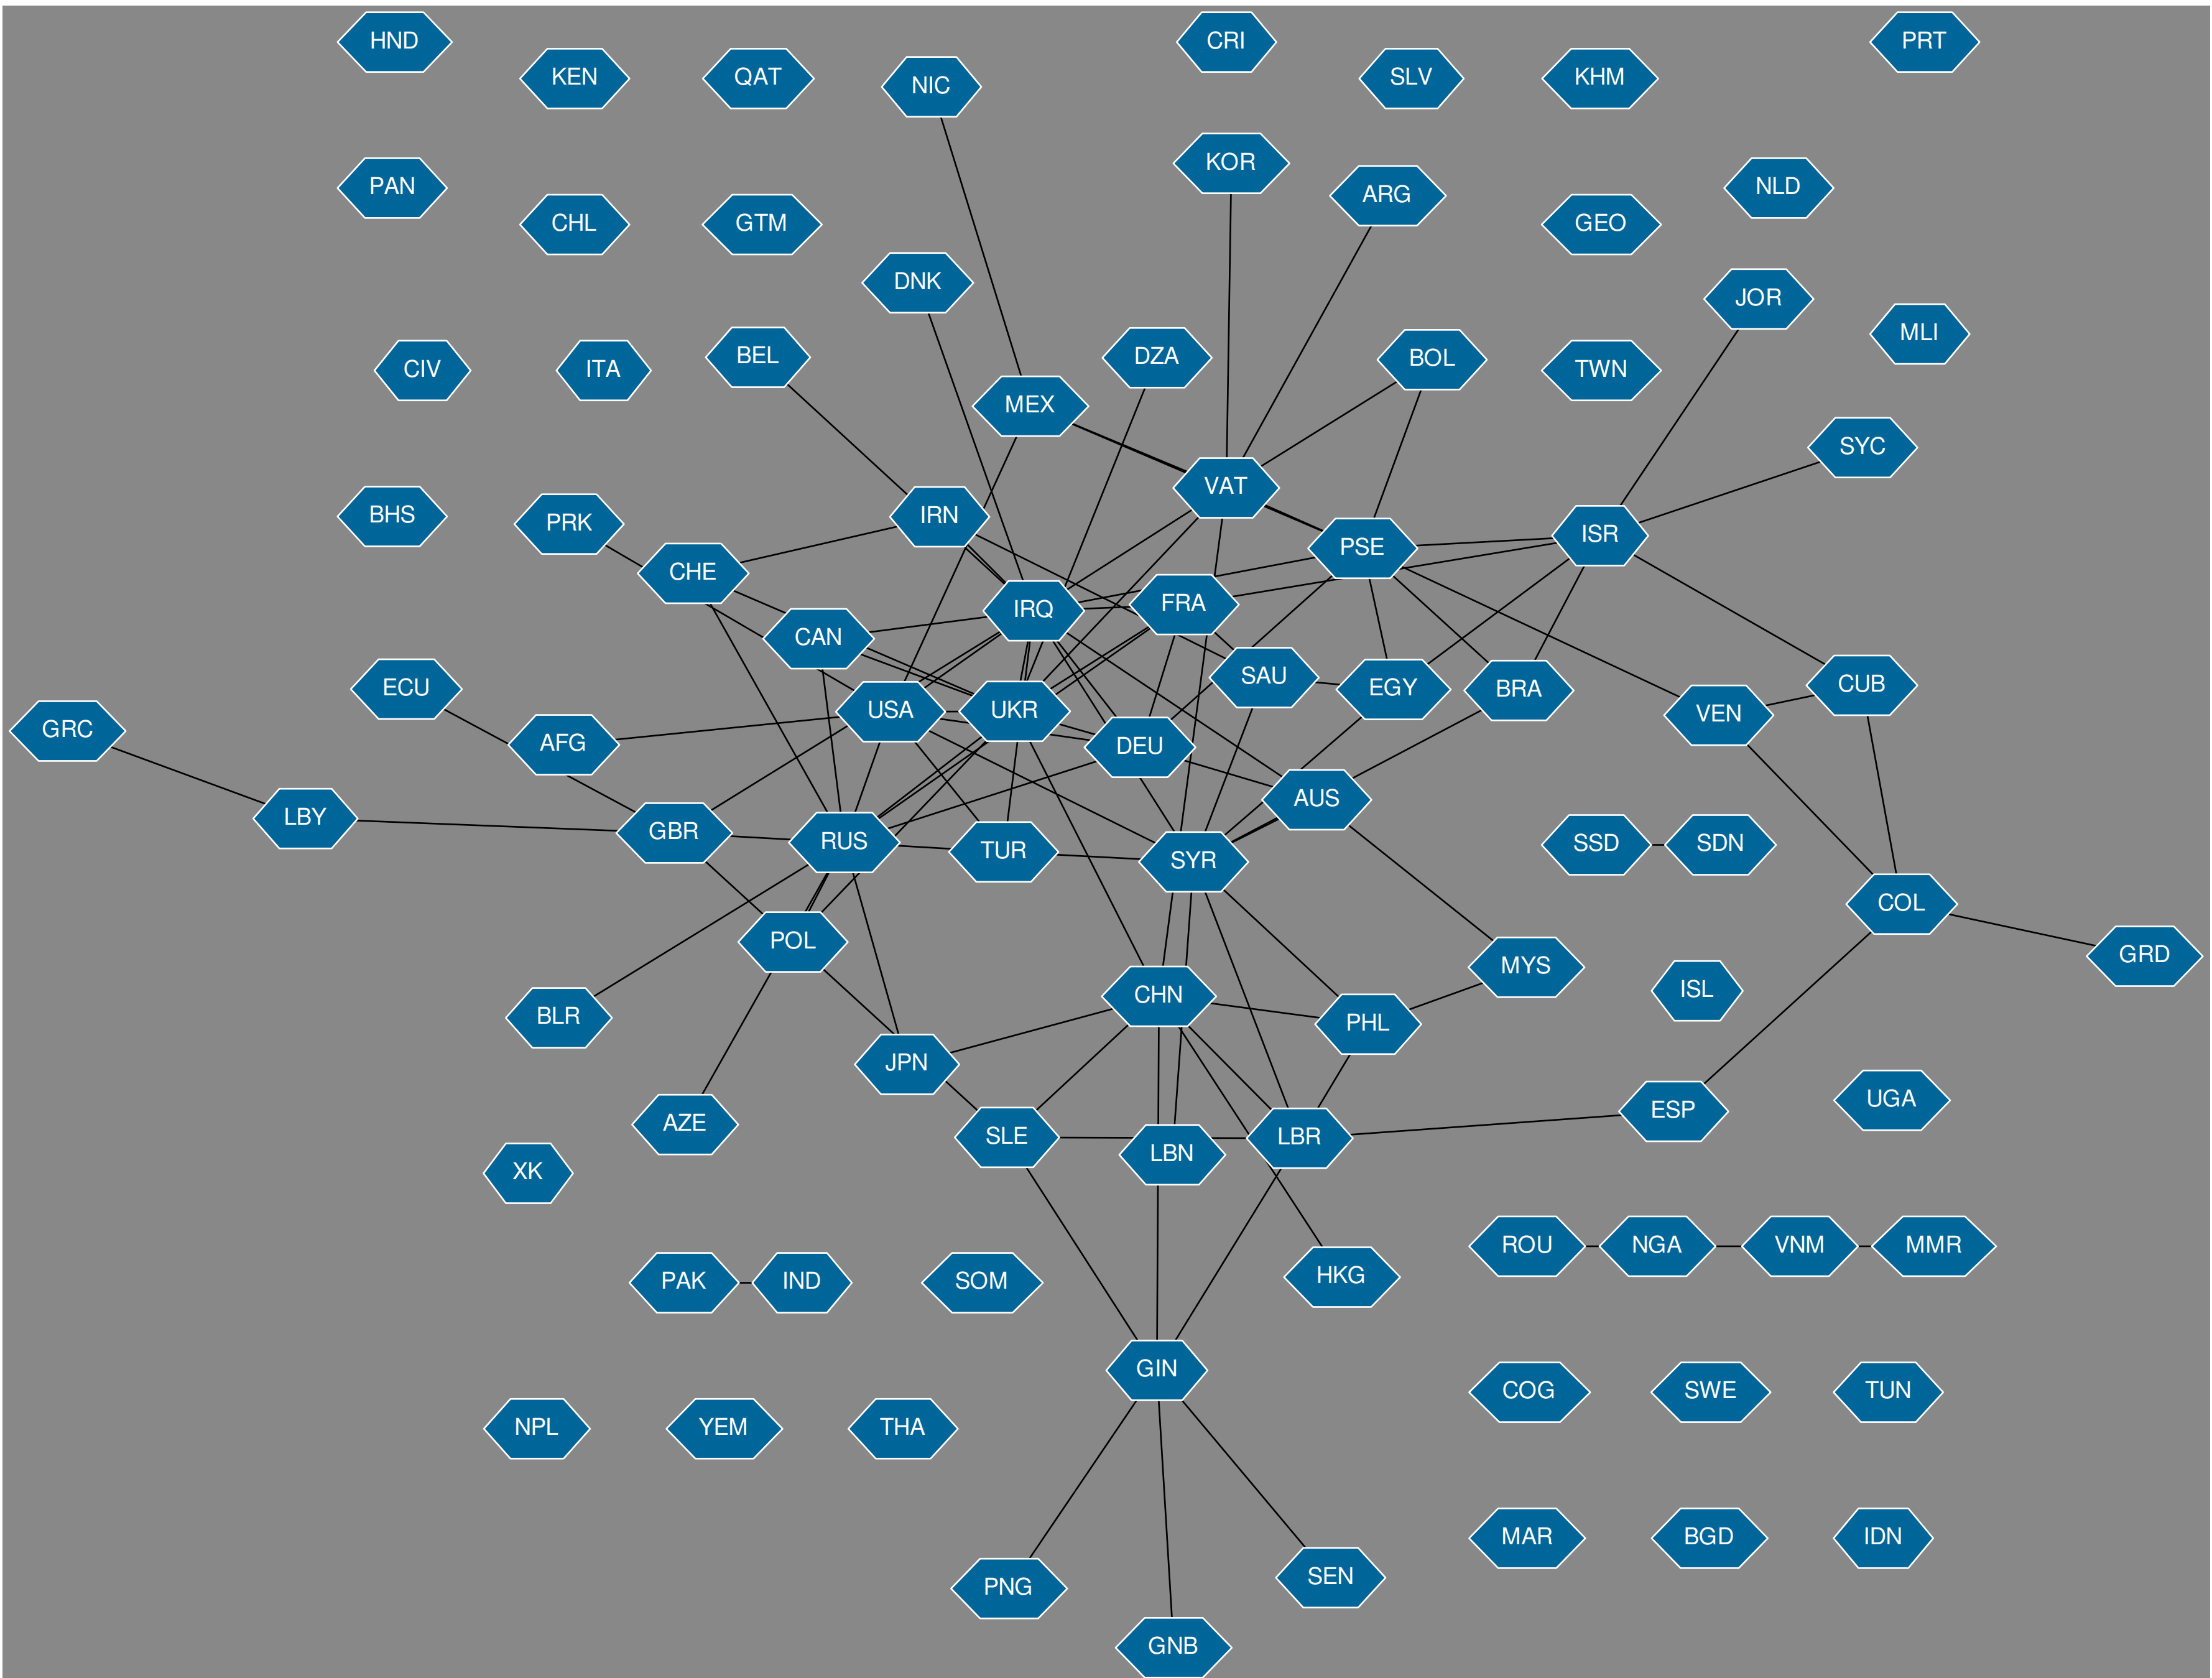 HND
CRI
PRT
KEN
QAT
NIC
SLV
KHM
KOR
PAN
ARG
NLD
CHL
GTM
GEO
DNK
JOR
MLI
CIV
ITA
BEL
DZA
BOL
TWN
MEX
SYC
VAT
BHS
PRK
IRN
PSE
ISR
CHE
IRQ
FRA
CAN
SAU
ECU
EGY
BRA
CUB
USA
UKR
VEN
GRC
AFG
DEU
AUS
LBY
GBR
RUS
TUR
SYR
SSD
SDN
COL
POL
GRD
MYS
CHN
ISL
BLR
PHL
JPN
UGA
AZE
ESP
SLE
LBN
LBR
XK
ROU
NGA
VNM
MMR
PAK
IND
SOM
HKG
GIN
COG
SWE
TUN
NPL
YEM
THA
MAR
BGD
IDN
PNG
SEN
GNB